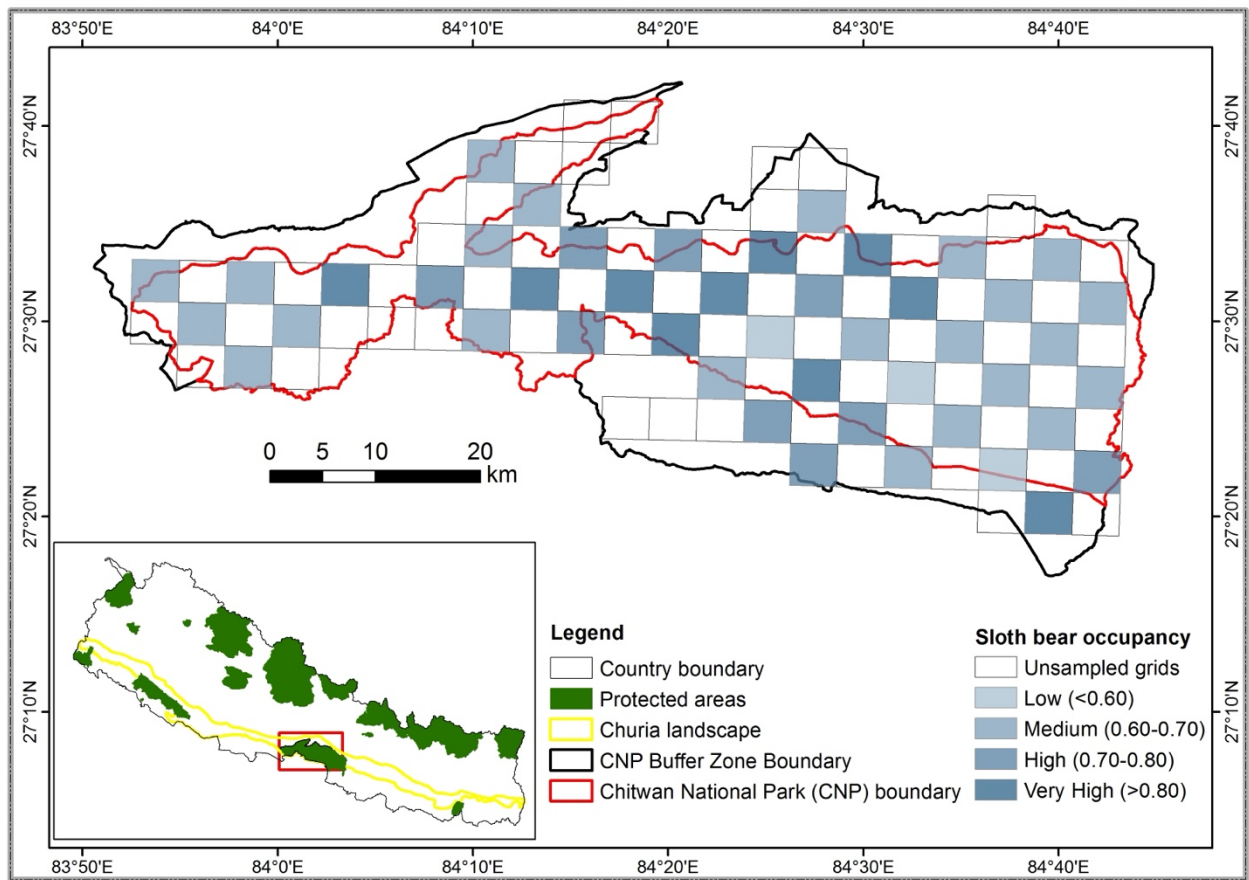 83°50'E 84°0'E 84°10'E 84°20'E 84°30'E 84°40'E
27°40'N 27°40'N
27°30'N 27°30'N
0 5 10 20
km
27°20'N 27°20'N
Legend
Country boundary
Protected areas
Churia landscape
CNP Buffer Zone Boundary
Chitwan National Park (CNP) boundary
Sloth bear occupancy
Unsampled grids
Low (<0.60)
Medium (0.60-0.70)
High (0.70-0.80)
Very High (>0.80)
27°10'N 27°10'N
83°50'E 84°0'E 84°10'E 84°20'E 84°30'E 84°40'E